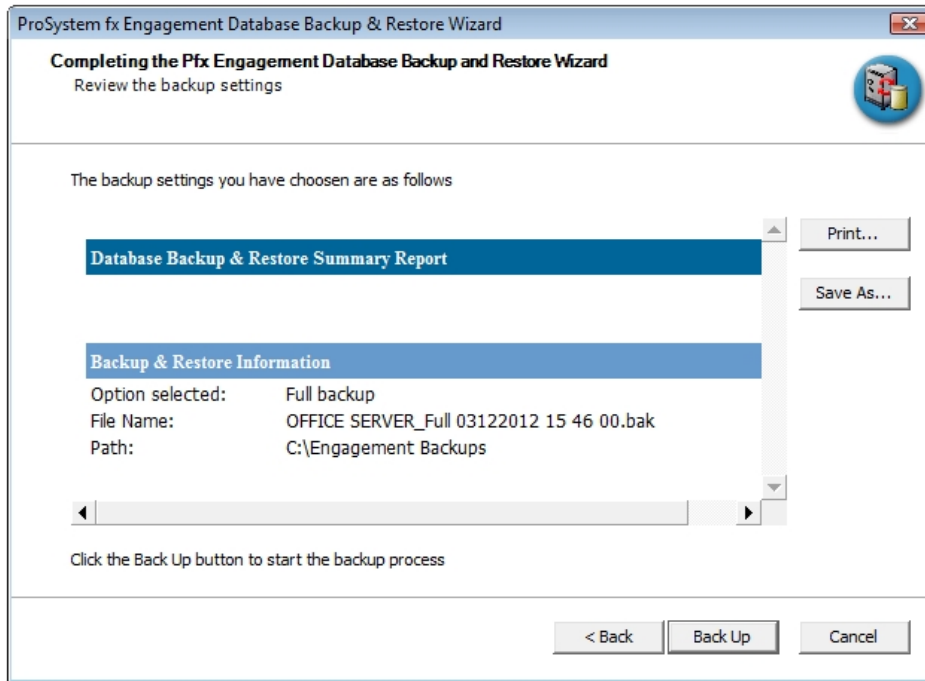 ProSystem fx Engagement Database Backup & Restore Wizard
Completing the Pfx Engagement Database Backup and Restore Wizard
Review the backup settings
The backup settings you have choosen are as follows
Print...
Database Backup & Restore Summary Report
Save As...
Backup & Restore Information
Option selected: Full backup
File Name: OFFICE SERVER_Full 03122012 15 46 00.bak
Path: C:\Engagement Backups
Click the Back Up button to start the backup process
< Back Back Up Cancel